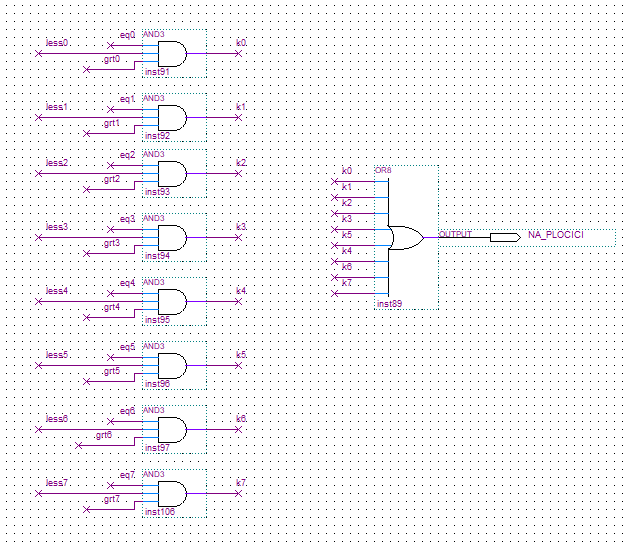 eq0 AND3
less0 k0
grt0
inst91
eq1 AND3
less1 k1
grt1
inst92
eq2 AND3
less2 k2
grt2
inst93
eq3 AND3
less3 k3
grt3
inst94
eq4 AND3
less4 k4
grt4
inst95
eq5 AND3
less5 k5
grt5
inst96
eq6 AND3
less6 k6
grt6
inst97
eq7 AND3
less7 k7
grt7
inst106
OR8
k0
k1
k2
k3
k5
k4
k6
k7
inst89
OUTPUT NA_PLOCICI